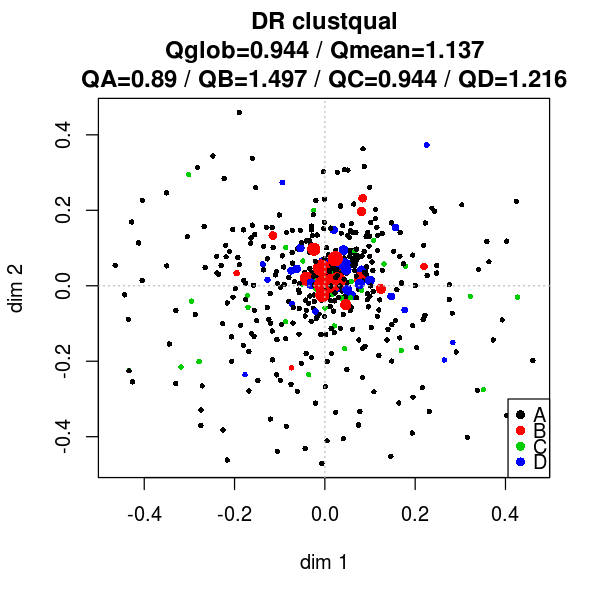 DR clustqual
Qglob=0.944 / Qmean=1.137
QA=0.89 / QB=1.497 / QC=0.944 / QD=1.216
0.4
0.2
0.0
-0.2
-0.4
dim 2
A
B
C
D
-0.4 -0.2 0.0 0.2 0.4
dim 1